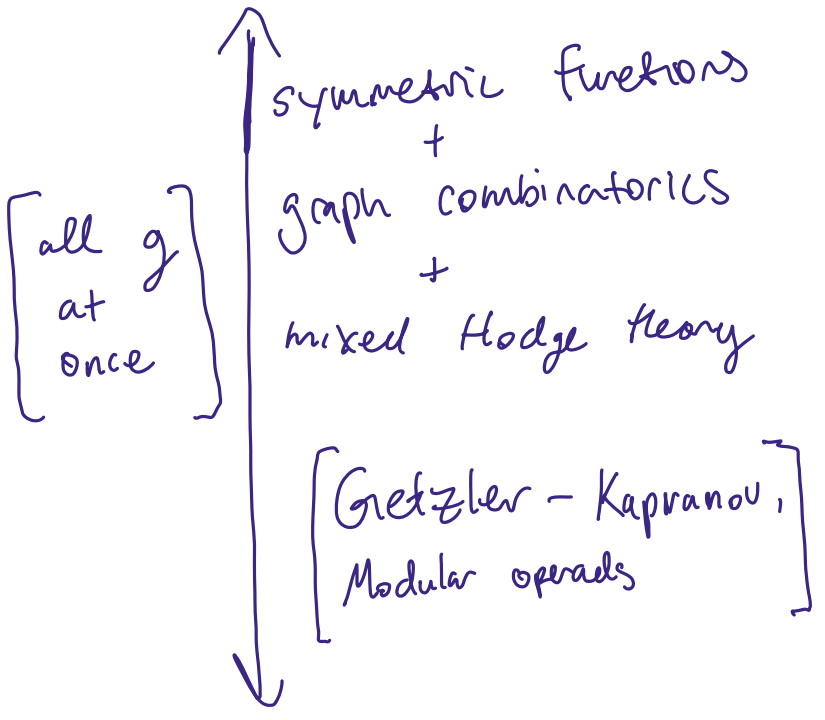 symmetric functions
+
graph combinatorics
+
mixed Hodge theory
[all g
at
once]
[Getzler - Kapranov,
Modular operads]